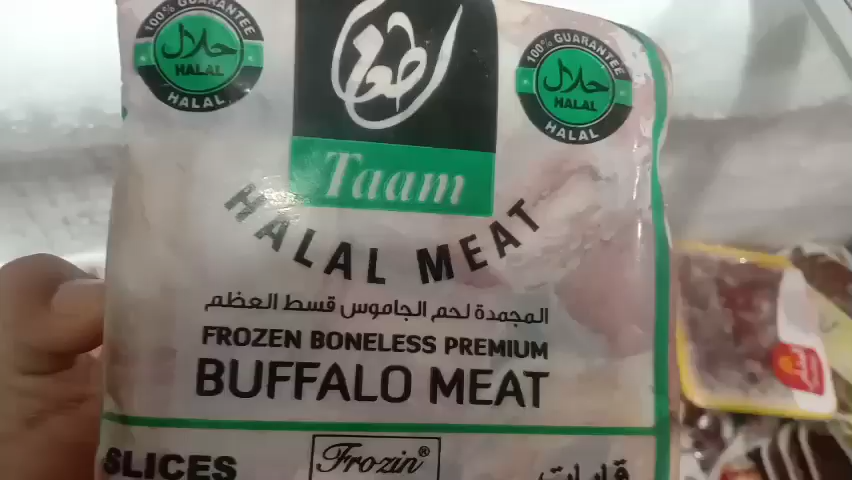 100% GUARANTEE
حلال
HALAL
HALAL
طعام
100% GUARANTEE
حلال
HALAL
HALAL
Taam
HALAL MEAT
المجمدة لحم الجاموس قسط العظم
FROZEN BONELESS PREMIUM
BUFFALO MEAT
SLICES
Frozin®